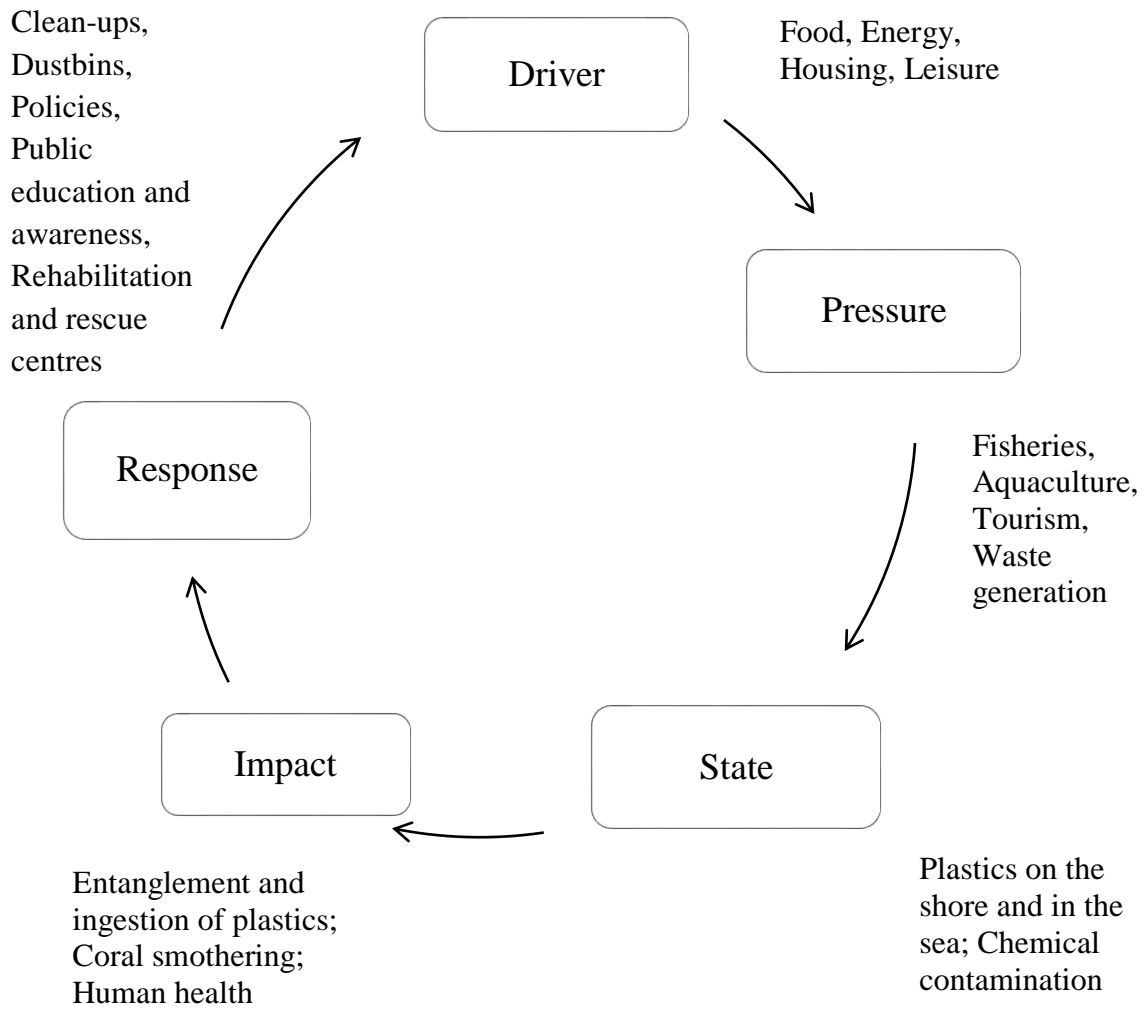 Clean-ups,
Dustbins,
Policies,
Public
education and
awareness,
Rehabilitation
and rescue
centres
Driver
Food, Energy,
Housing, Leisure
Pressure
Fisheries,
Aquaculture,
Tourism,
Waste
generation
State
Plastics on the
shore and in the
sea; Chemical
contamination
Impact
Entanglement and
ingestion of plastics;
Coral smothering;
Human health
Response